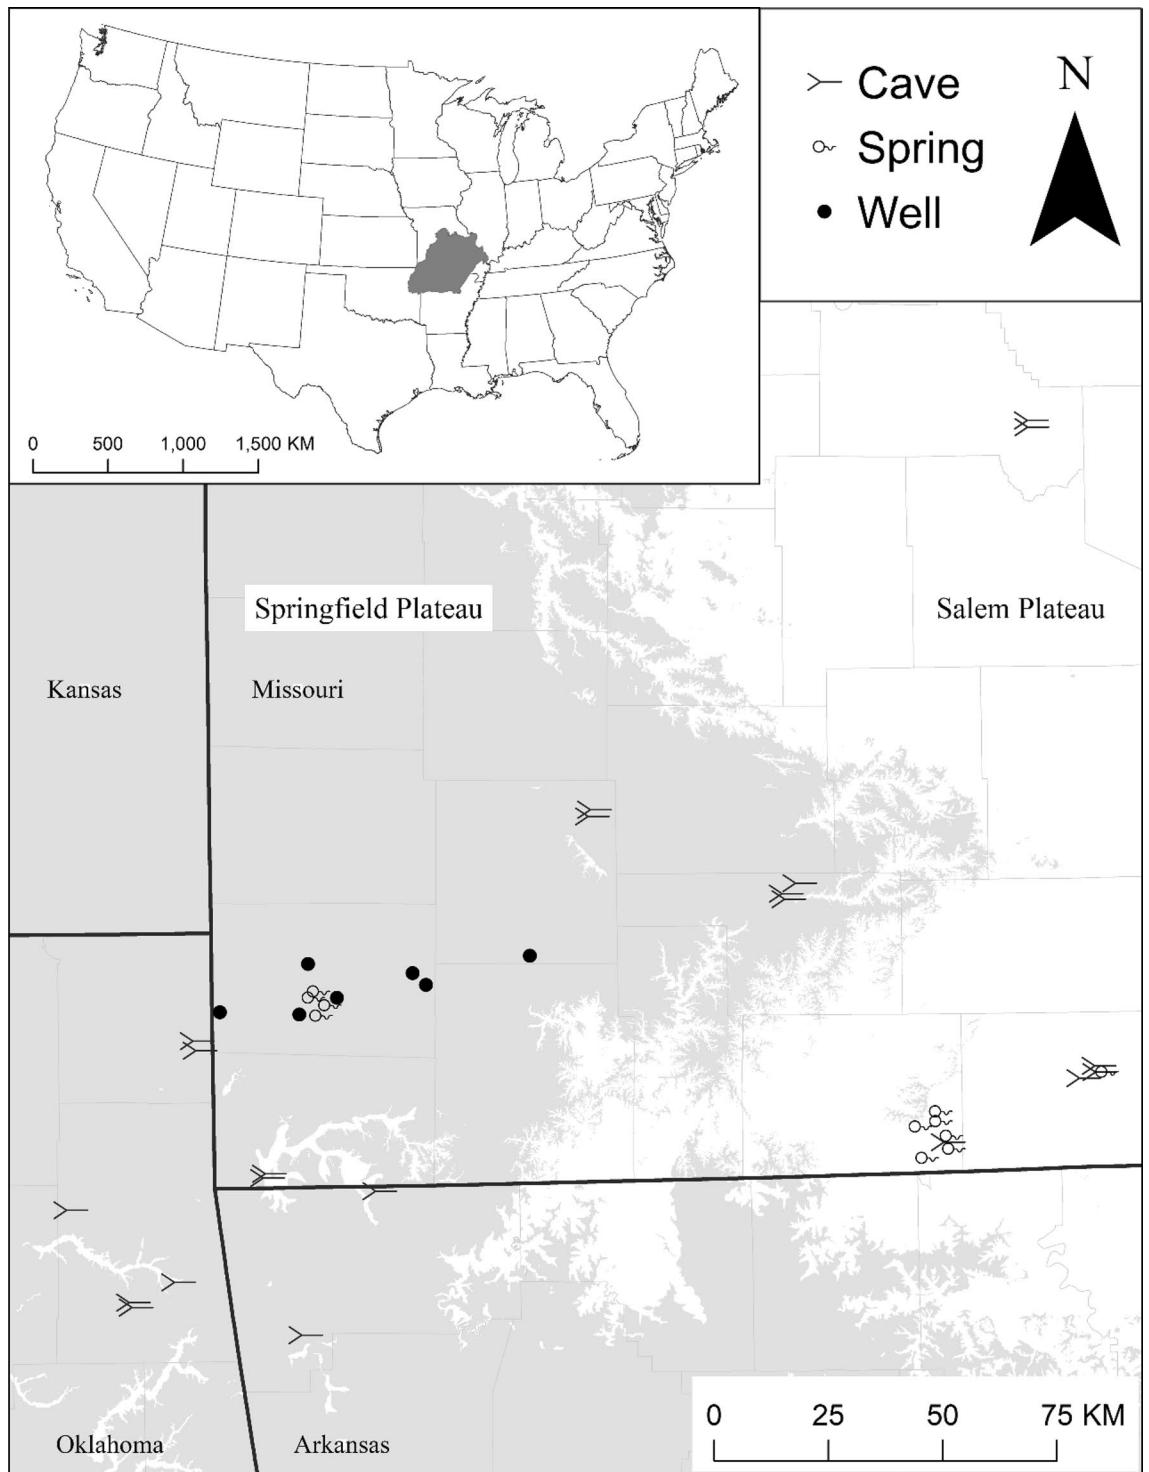 Cave
Spring
Well
N
0 500 1,000 1,500 KM
Springfield Plateau
Salem Plateau
Kansas
Missouri
Oklahoma
Arkansas
0 25 50 75 KM